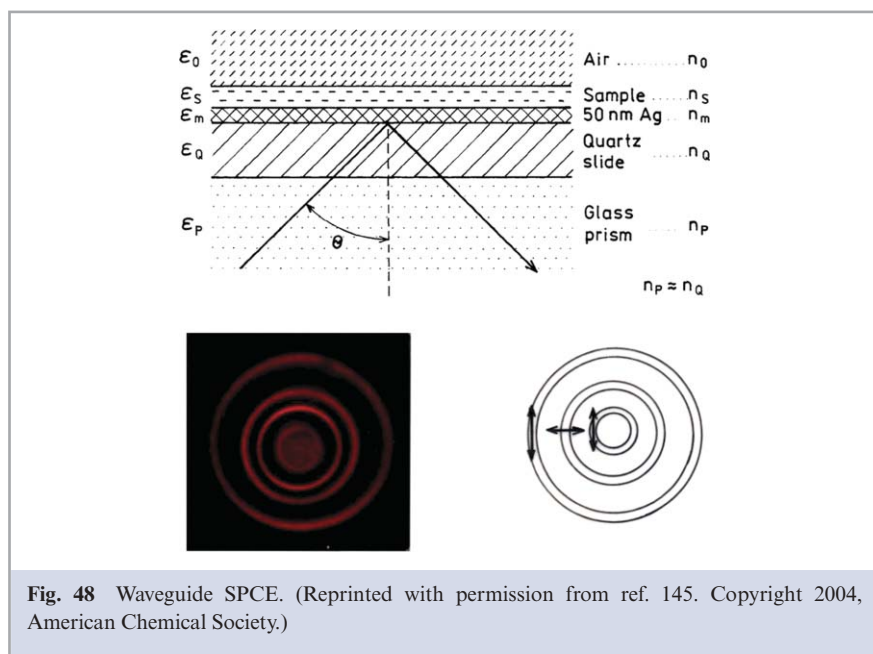 ε0 Air .......... n0
εS Sample ..... nS
εm 50 nm Ag .. nm
εQ Quartz slide ..... nQ
εP Glass prism ..... nP
θ
nP ≈ nQ
Fig. 48 Waveguide SPCE. (Reprinted with permission from ref. 145. Copyright 2004,
American Chemical Society.)